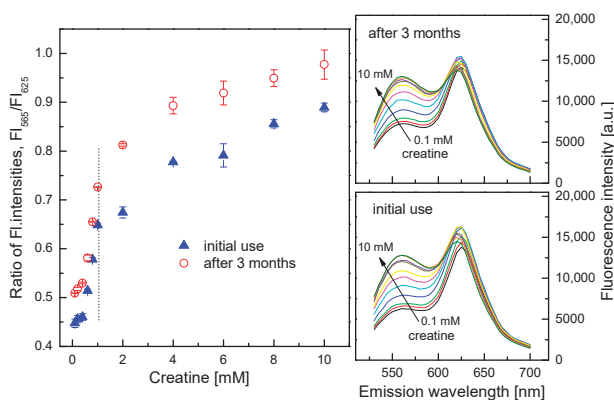 Ratio of FI intensities, FI565/FI625
1.0
0.9
0.8
0.7
0.6
0.5
0.4
0
2
4
6
8
10
Creatine [mM]
initial use
after 3 months
after 3 months
10 mM
0.1 mM
creatine
20,000
15,000
10,000
5000
0
initial use
10 mM
0.1 mM
creatine
20,000
15,000
10,000
5000
0
550
600
650
700
Emission wavelength [nm]
Fluorescence intensity [a.u.]